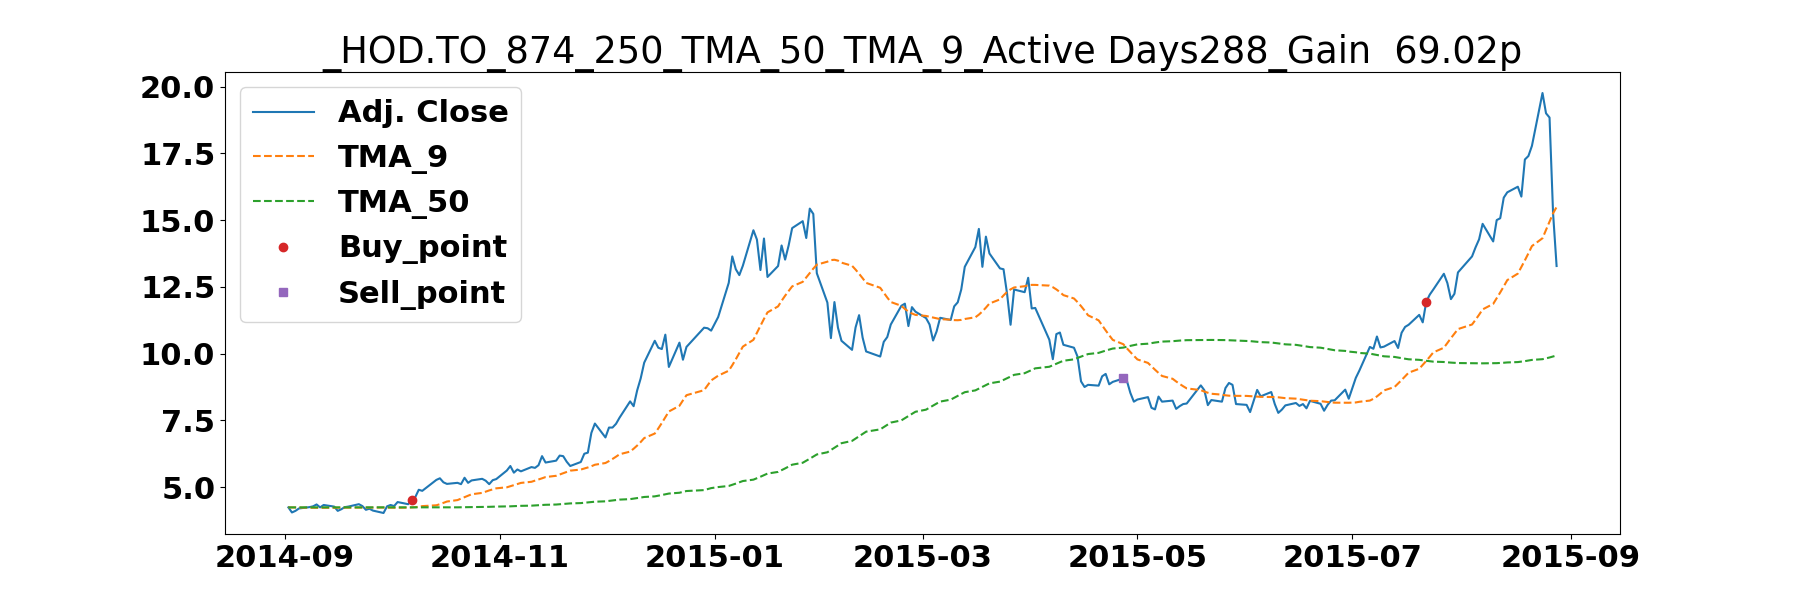 _HOD.TO_874_250_TMA_50_TMA_9_Active Days288_Gain  69.02p
20.0
17.5
15.0
12.5
10.0
7.5
5.0
Adj. Close
TMA_9
TMA_50
Buy_point
Sell_point
2014-09 2014-11 2015-01 2015-03 2015-05 2015-07 2015-09